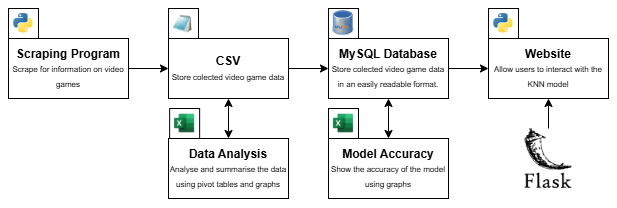 Scraping Program
Scrape for information on video
games
CSV
Store colected video game data
MySQL Database
Store colected video game data
in an easily readable format.
Website
Allow users to interact with the
KNN model
Data Analysis
Analyse and summarise the data
using pivot tables and graphs
Model Accuracy
Show the accuracy of the model
using graphs
Flask